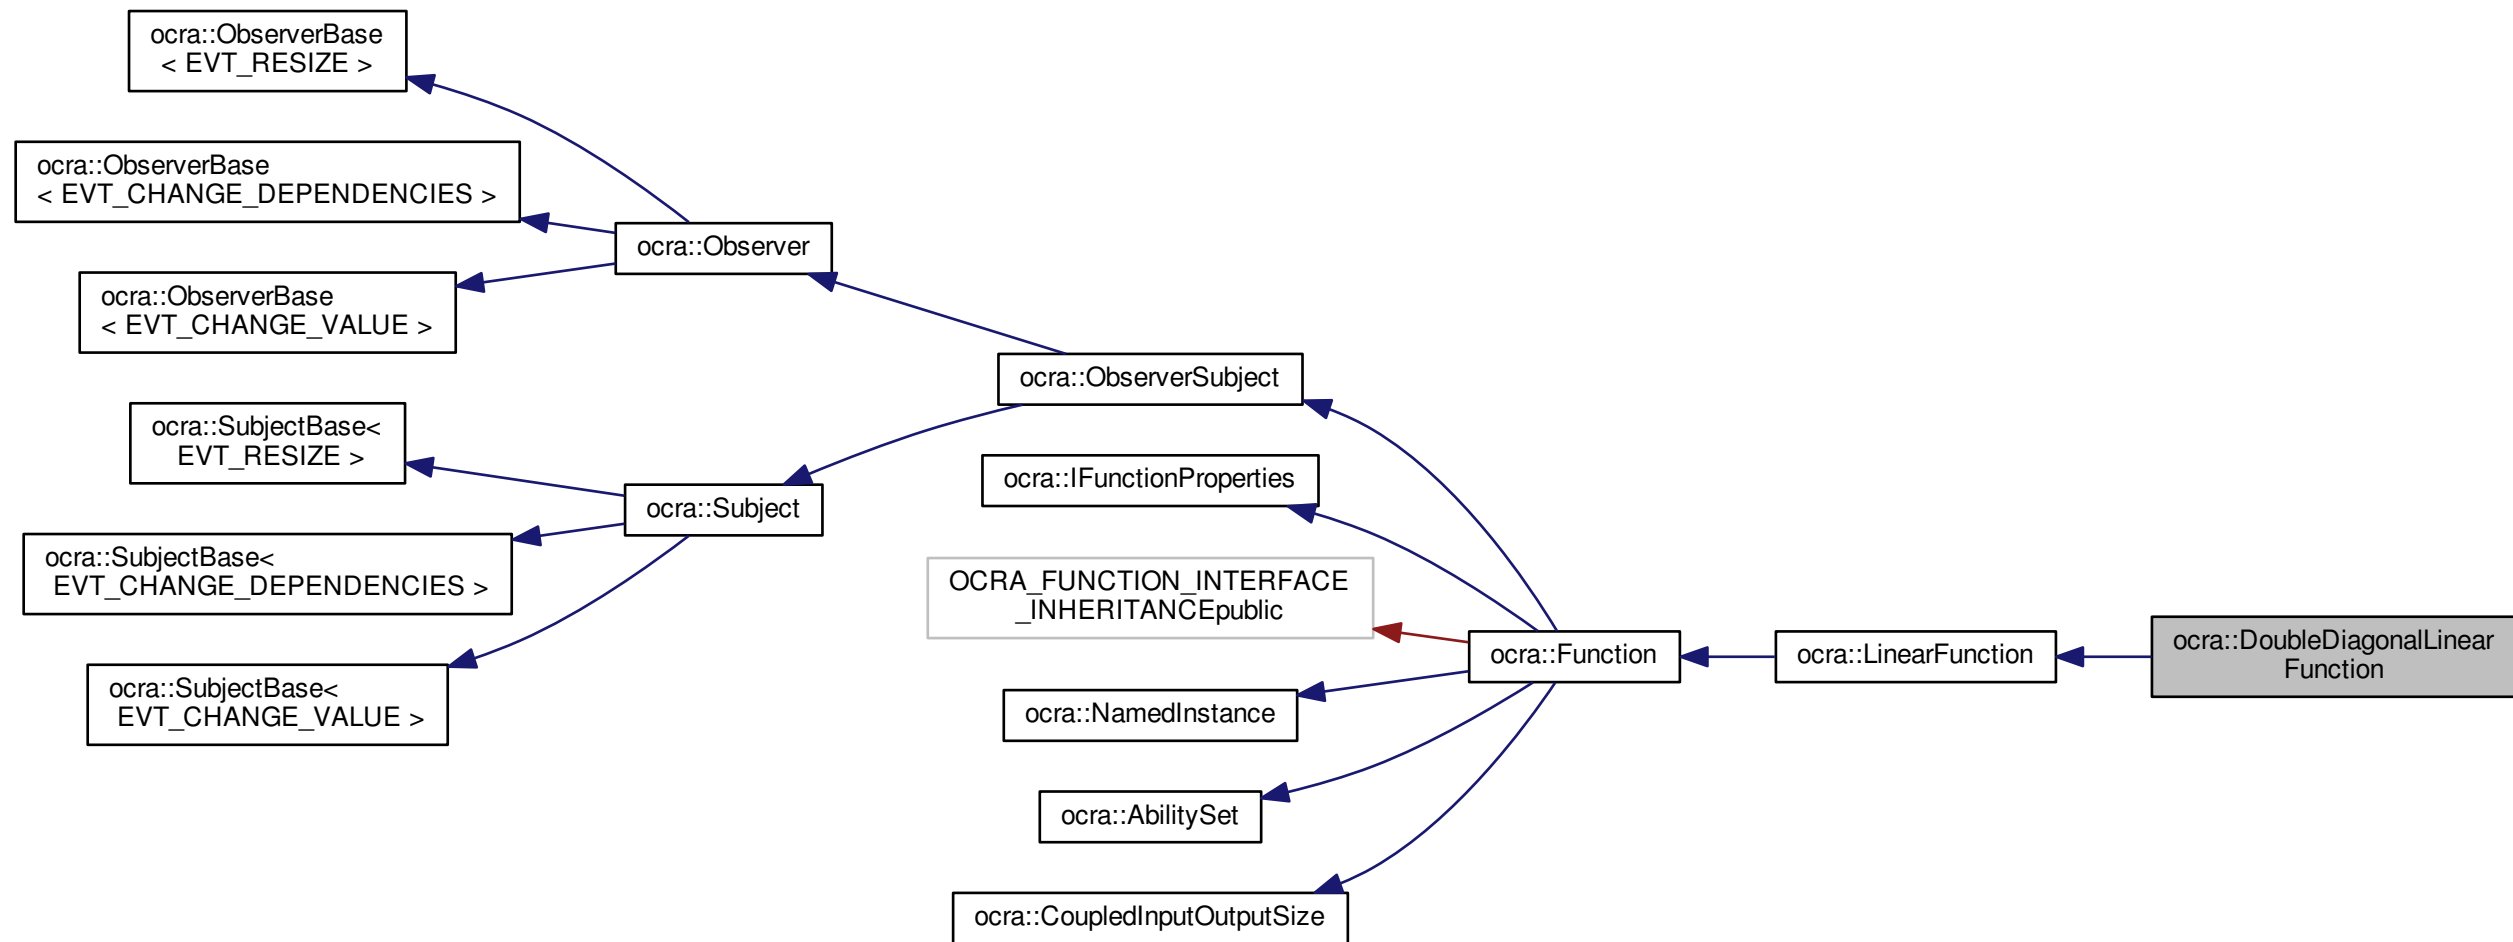 ocra::ObserverBase
< EVT_RESIZE >
ocra::ObserverBase
< EVT_CHANGE_DEPENDENCIES >
ocra::ObserverBase
< EVT_CHANGE_VALUE >
ocra::SubjectBase<
EVT_RESIZE >
ocra::SubjectBase<
EVT_CHANGE_DEPENDENCIES >
ocra::SubjectBase<
EVT_CHANGE_VALUE >
ocra::Observer
ocra::Subject
ocra::ObserverSubject
ocra::IFunctionProperties
OCRA_FUNCTION_INTERFACE
_INHERITANCEpublic
ocra::NamedInstance
ocra::AbilitySet
ocra::CoupledInputOutputSize
ocra::Function
ocra::LinearFunction
ocra::DoubleDiagonalLinear
Function